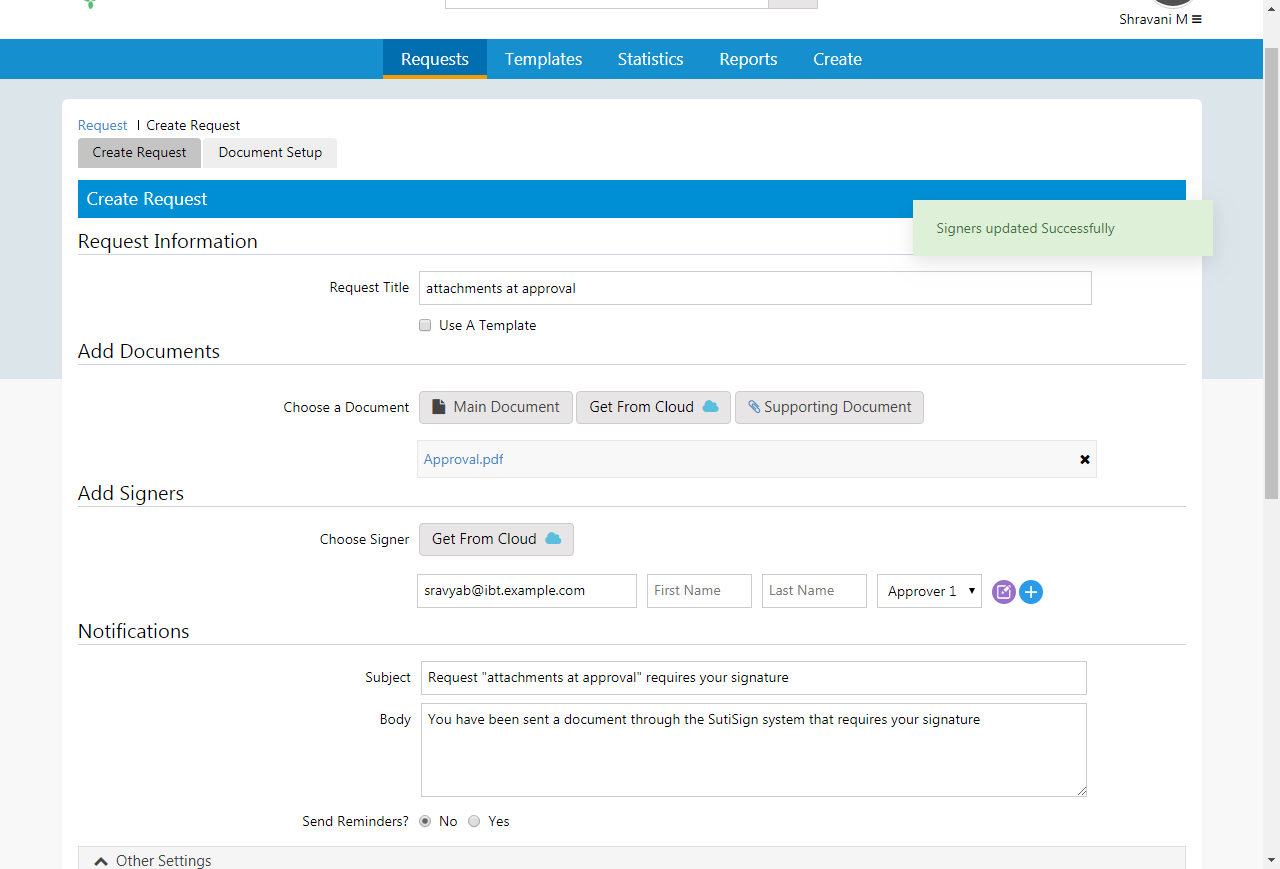 Shravani M
Requests Templates Statistics Reports Create
Request | Create Request
Create Request Document Setup
Create Request
Signers updated Successfully
Request Information
Request Title attachments at approval
Use A Template
Add Documents
Choose a Document Main Document Get From Cloud Supporting Document
Approval.pdf
Add Signers
Choose Signer Get From Cloud
sravyab@ibt.example.com First Name Last Name Approver 1
Notifications
Subject Request "attachments at approval" requires your signature
Body You have been sent a document through the SutiSign system that requires your signature
Send Reminders? No Yes
Other Settings